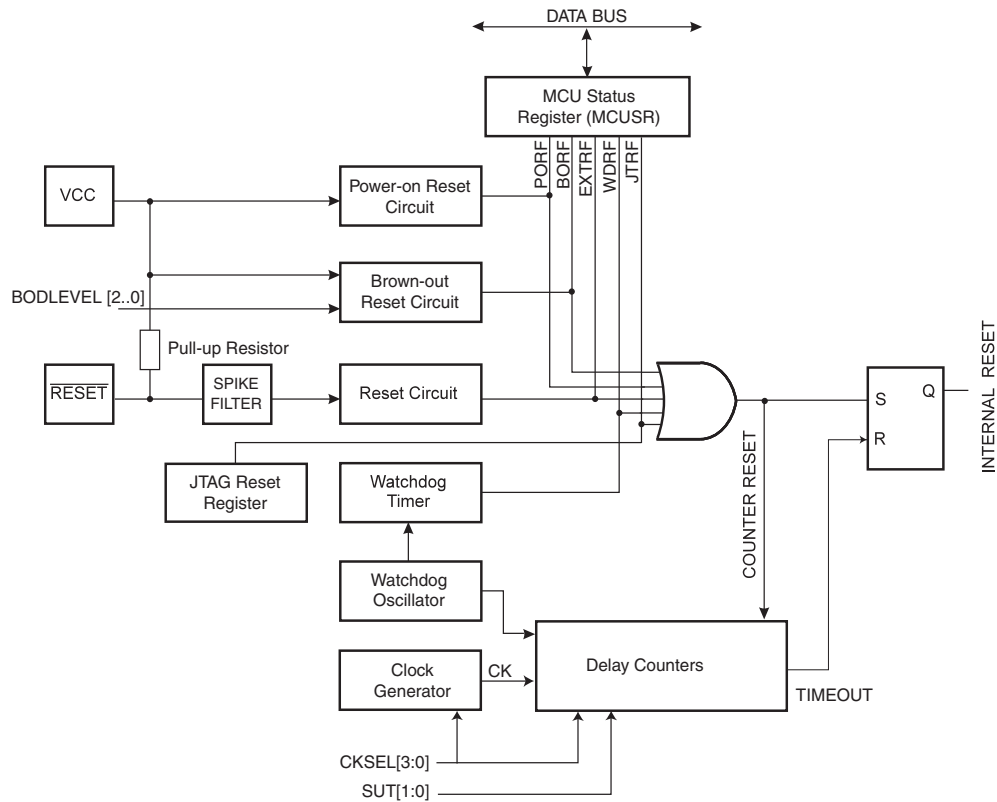 DATA BUS
MCU Status
Register (MCUSR)
PORF
BORF
EXTRF
WDRF
JTRF
VCC
Power-on Reset
Circuit
Brown-out
Reset Circuit
BODLEVEL [2..0]
Pull-up Resistor
RESET
SPIKE
FILTER
Reset Circuit
S
Q
R
INTERNAL RESET
JTAG Reset
Register
Watchdog
Timer
COUNTER RESET
Watchdog
Oscillator
Clock
Generator
CK
Delay Counters
TIMEOUT
CKSEL[3:0]
SUT[1:0]